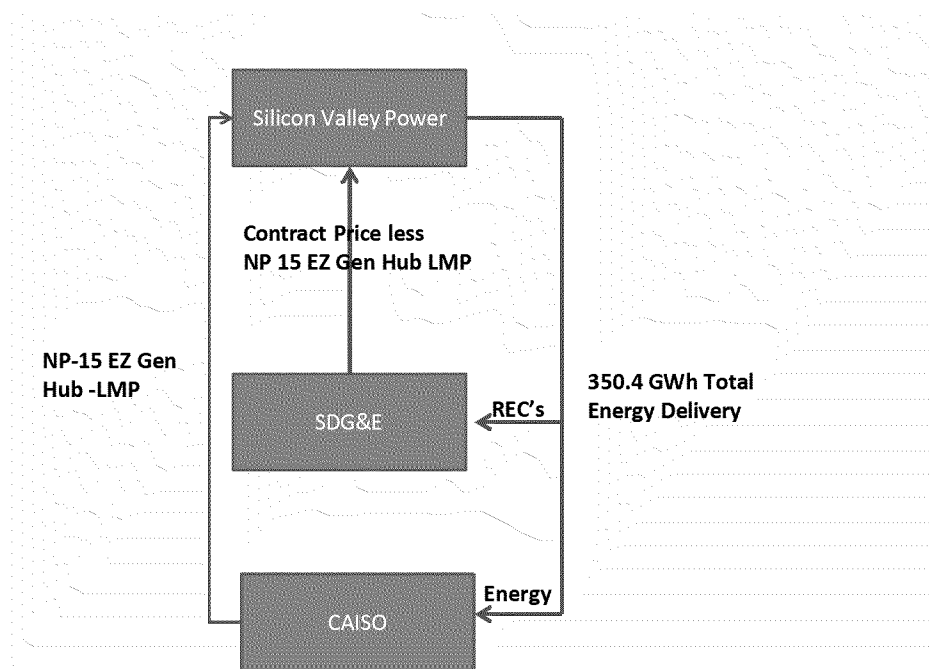 Silicon Valley Power
Contract Price less
NP 15 EZ Gen Hub LMP
NP-15 EZ Gen
Hub -LMP
350.4 GWh Total
Energy Delivery
REC's
SDG&E
Energy
CAISO